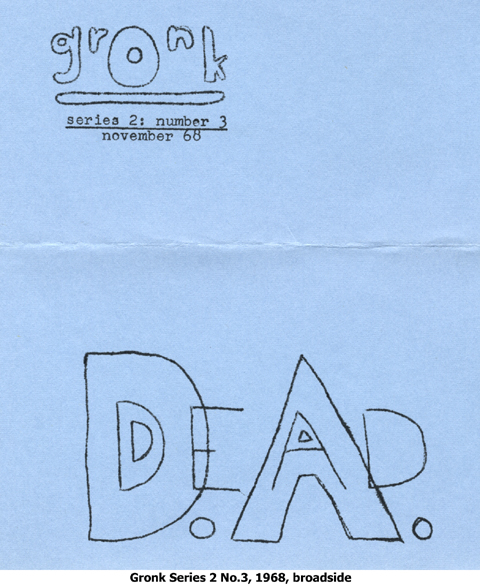 gronk
series 2: number 3
november 68
D.A.
DEAD
Gronk Series 2 No.3, 1968, broadside